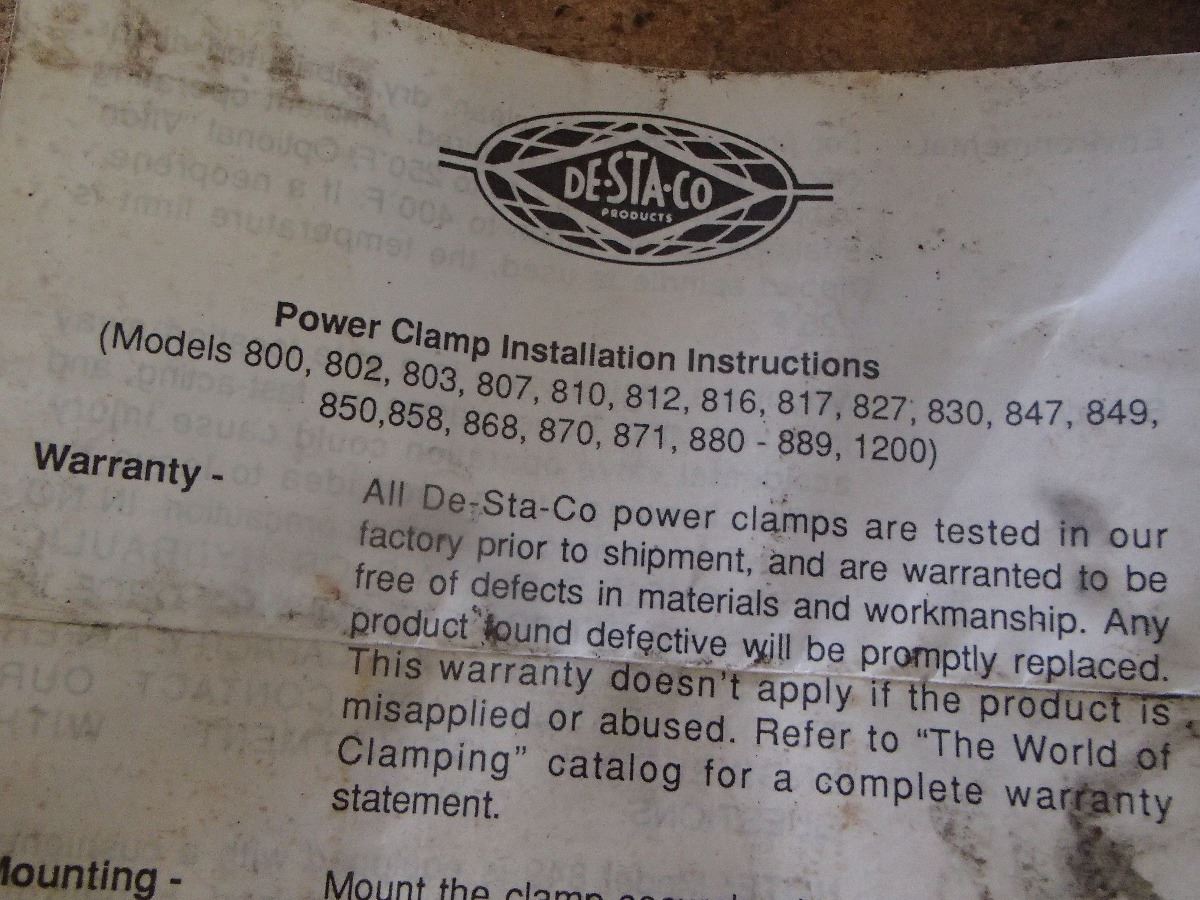 DE·STA·CO
PRODUCTS
Power Clamp Installation Instructions
(Models 800, 802, 803, 807, 810, 812, 816, 817, 827, 830, 847, 849,
850,858, 868, 870, 871, 880 - 889, 1200)
Warranty -
All De-Sta-Co power clamps are tested in our
factory prior to shipment, and are warranted to be
free of defects in materials and workmanship. Any
product found defective will be promptly replaced.
This warranty doesn't apply if the product is
misapplied or abused. Refer to “The World of
Clamping” catalog for a complete warranty
statement.
Mounting -
Mount the clamp